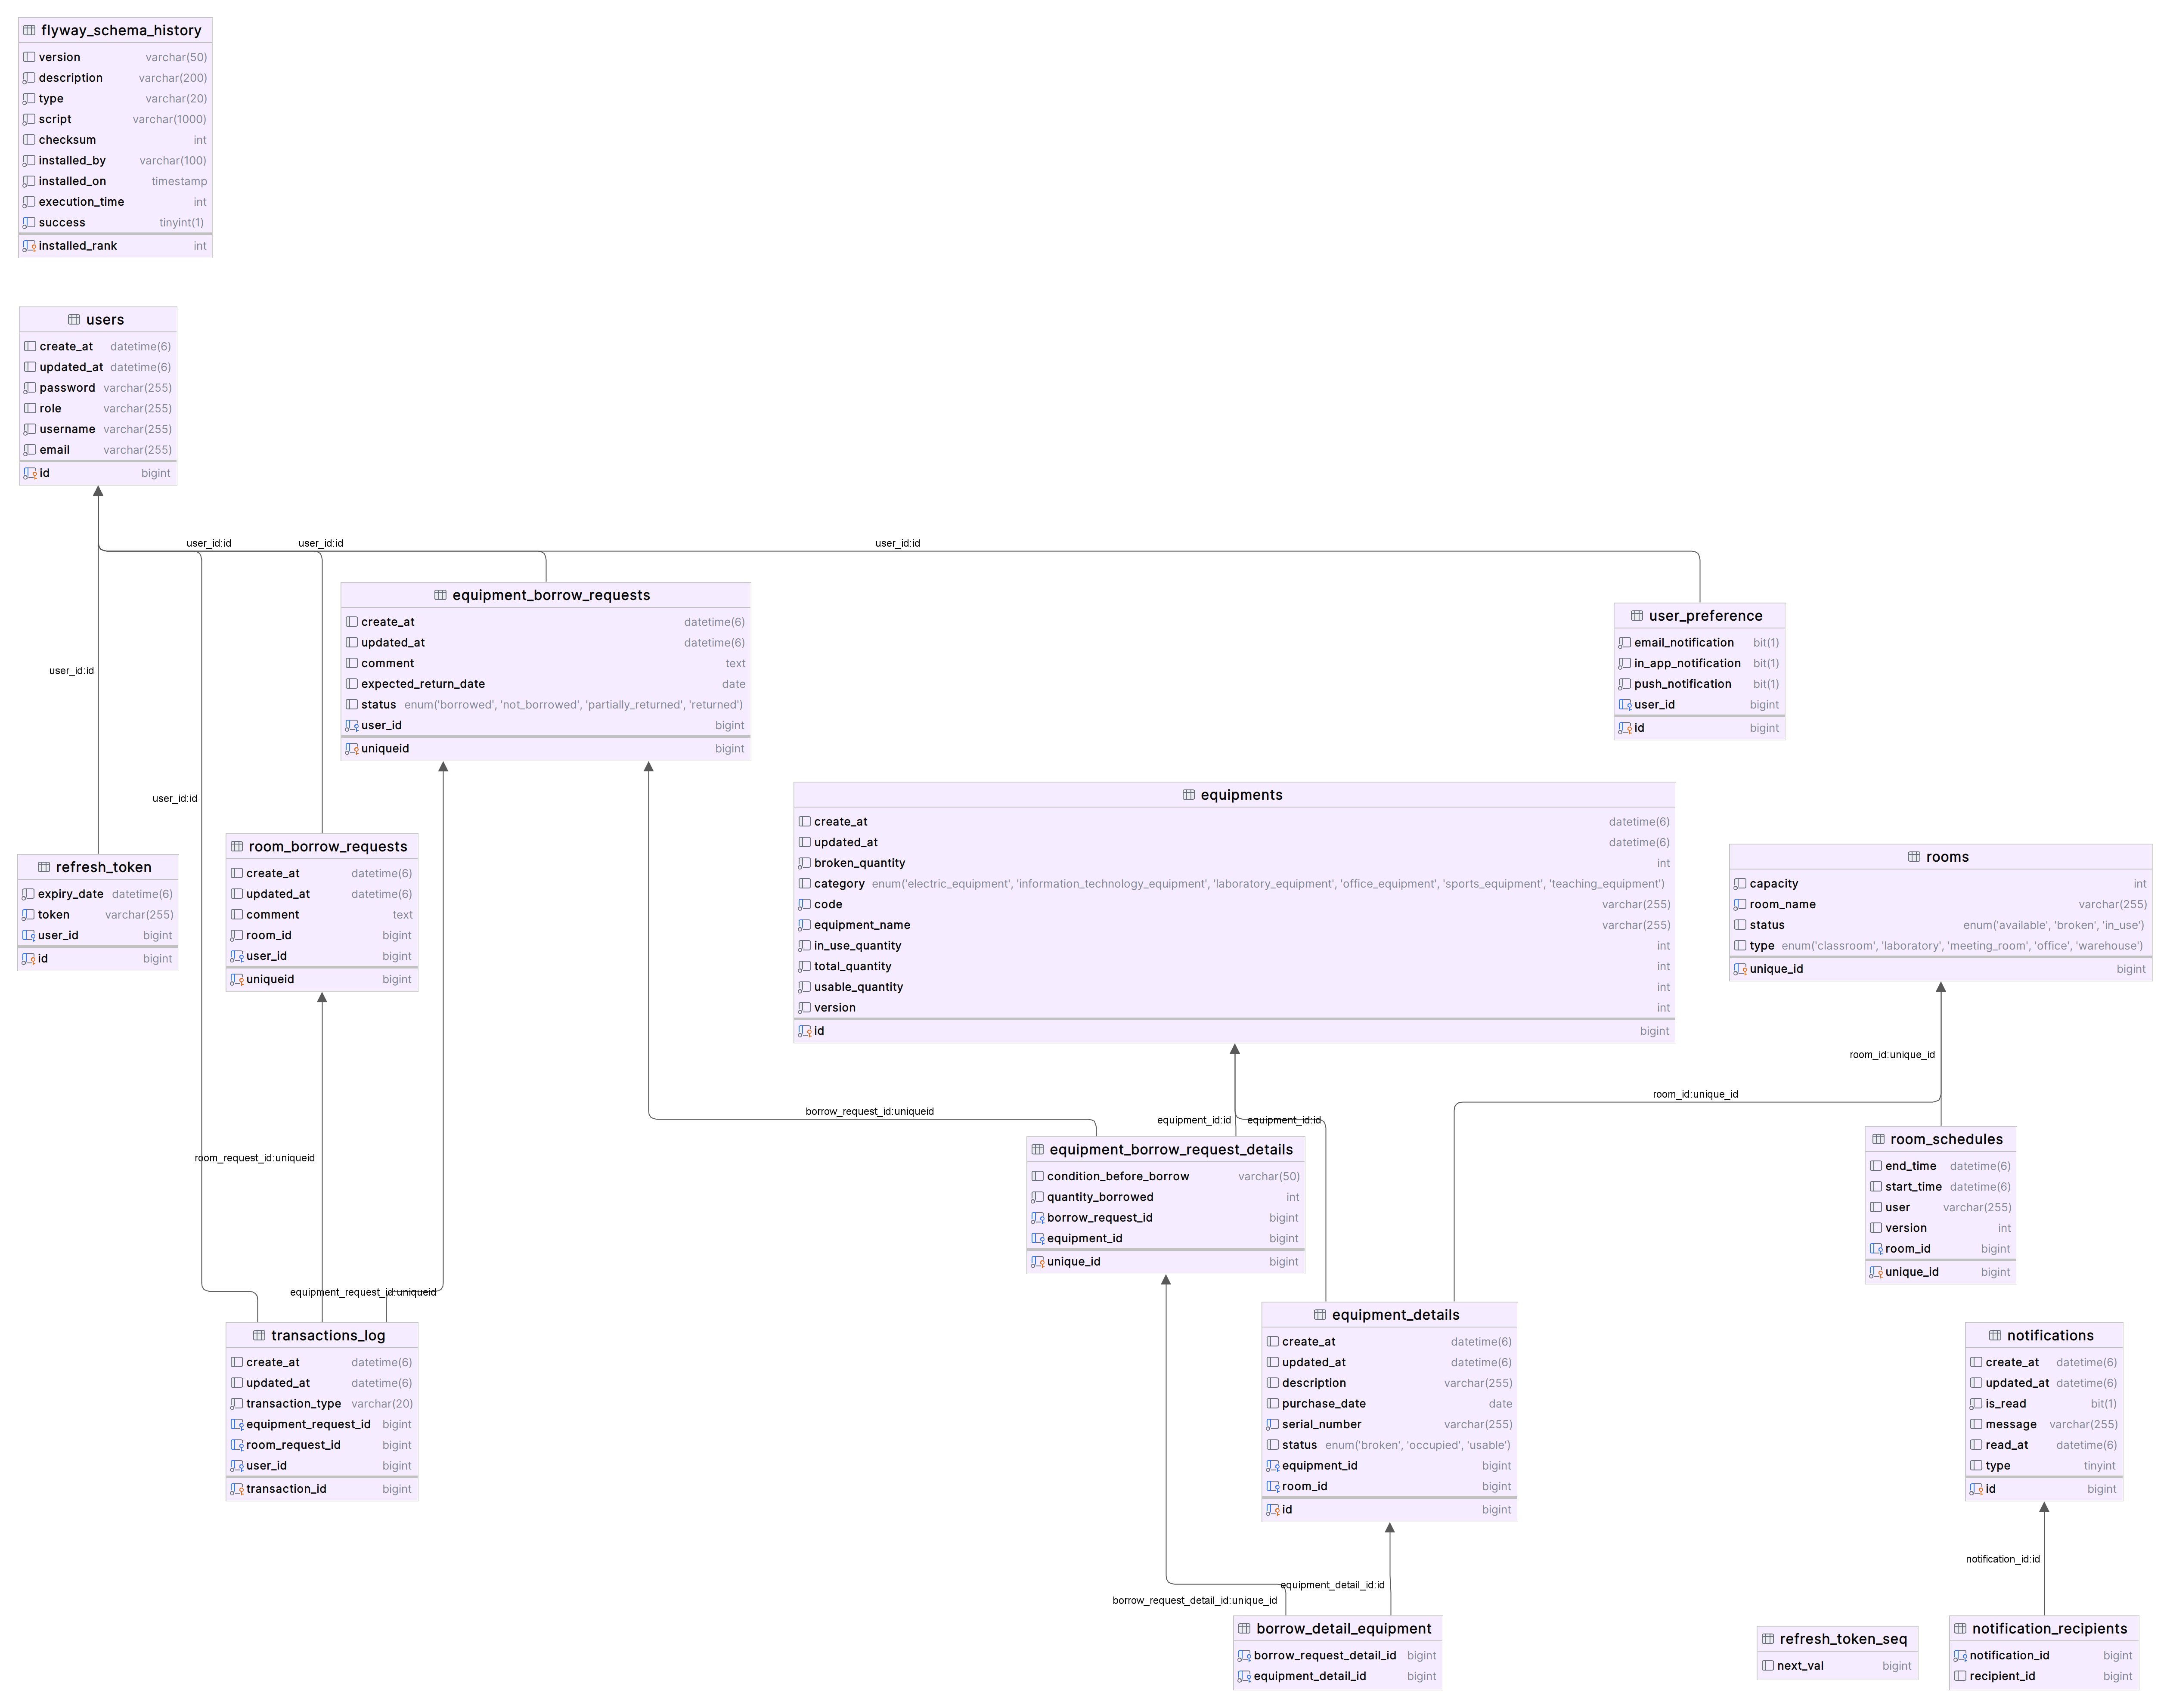 flyway_schema_history
version varchar(50)
description varchar(200)
type varchar(20)
script varchar(1000)
checksum int
installed_by varchar(100)
installed_on timestamp
execution_time int
success tinyint(1)
installed_rank int
users
create_at datetime(6)
updated_at datetime(6)
password varchar(255)
role varchar(255)
username varchar(255)
email varchar(255)
id bigint
user_id:id
user_id:id
user_id:id
user_id:id
user_id:id
equipment_borrow_requests
create_at datetime(6)
updated_at datetime(6)
comment text
expected_return_date date
status enum('borrowed', 'not_borrowed', 'partially_returned', 'returned')
user_id bigint
uniqueid bigint
user_preference
email_notification bit(1)
in_app_notification bit(1)
push_notification bit(1)
user_id bigint
id bigint
equipments
create_at datetime(6)
updated_at datetime(6)
broken_quantity int
category enum('electric_equipment', 'information_technology_equipment', 'laboratory_equipment', 'office_equipment', 'sports_equipment', 'teaching_equipment')
code varchar(255)
equipment_name varchar(255)
in_use_quantity int
total_quantity int
usable_quantity int
version int
id bigint
refresh_token
expiry_date datetime(6)
token varchar(255)
user_id bigint
id bigint
room_borrow_requests
create_at datetime(6)
updated_at datetime(6)
comment text
room_id bigint
user_id bigint
uniqueid bigint
rooms
capacity int
room_name varchar(255)
status enum('available', 'broken', 'in_use')
type enum('classroom', 'laboratory', 'meeting_room', 'office', 'warehouse')
unique_id bigint
room_id:unique_id
room_id:unique_id
borrow_request_id:uniqueid
equipment_id:id
equipment_id:id
room_request_id:uniqueid
equipment_request_id:uniqueid
equipment_borrow_request_details
condition_before_borrow varchar(50)
quantity_borrowed int
borrow_request_id bigint
equipment_id bigint
unique_id bigint
room_schedules
end_time datetime(6)
start_time datetime(6)
user varchar(255)
version int
room_id bigint
unique_id bigint
transactions_log
create_at datetime(6)
updated_at datetime(6)
transaction_type varchar(20)
equipment_request_id bigint
room_request_id bigint
user_id bigint
transaction_id bigint
equipment_details
create_at datetime(6)
updated_at datetime(6)
description varchar(255)
purchase_date date
serial_number varchar(255)
status enum('broken', 'occupied', 'usable')
equipment_id bigint
room_id bigint
id bigint
notifications
create_at datetime(6)
updated_at datetime(6)
is_read bit(1)
message varchar(255)
read_at datetime(6)
type tinyint
id bigint
notification_id:id
equipment_detail_id:id
borrow_request_detail_id:unique_id
borrow_detail_equipment
borrow_request_detail_id bigint
equipment_detail_id bigint
refresh_token_seq
next_val bigint
notification_recipients
notification_id bigint
recipient_id bigint